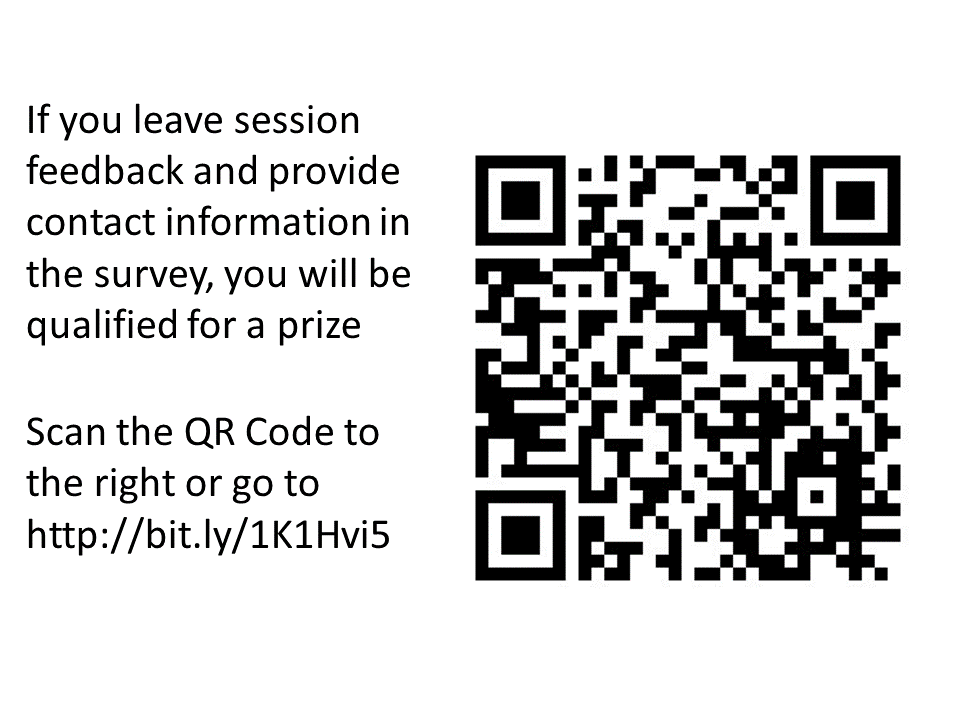 If you leave session
feedback and provide
contact information in
the survey, you will be
qualified for a prize
Scan the QR Code to
the right or go to
http://bit.ly/1K1Hvi5